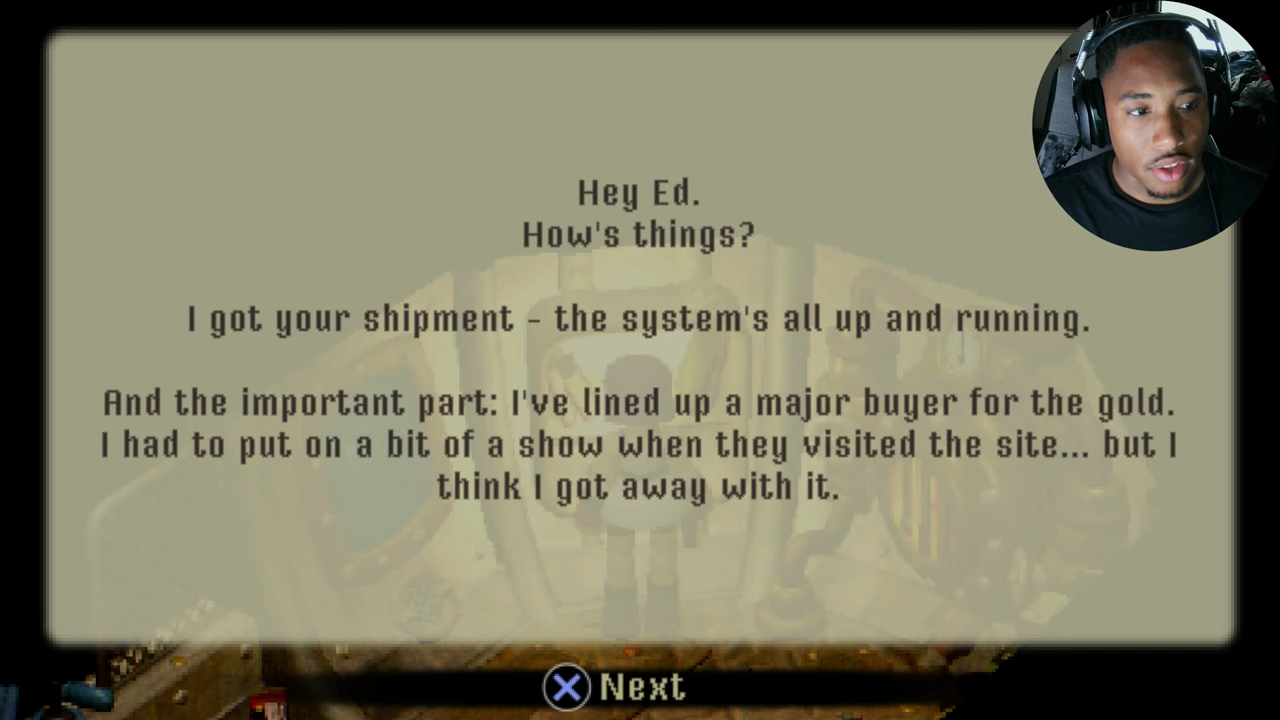 Hey Ed.
How's things?
I got your shipment - the system's all up and running.
And the important part: I've lined up a major buyer for the gold.
I had to put on a bit of a show when they visited the site... but I
think I got away with it.
Next